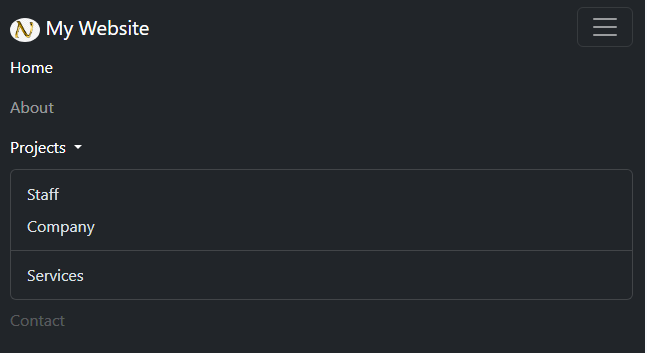 N My Website
Home
About
Projects
Staff
Company
Services
Contact